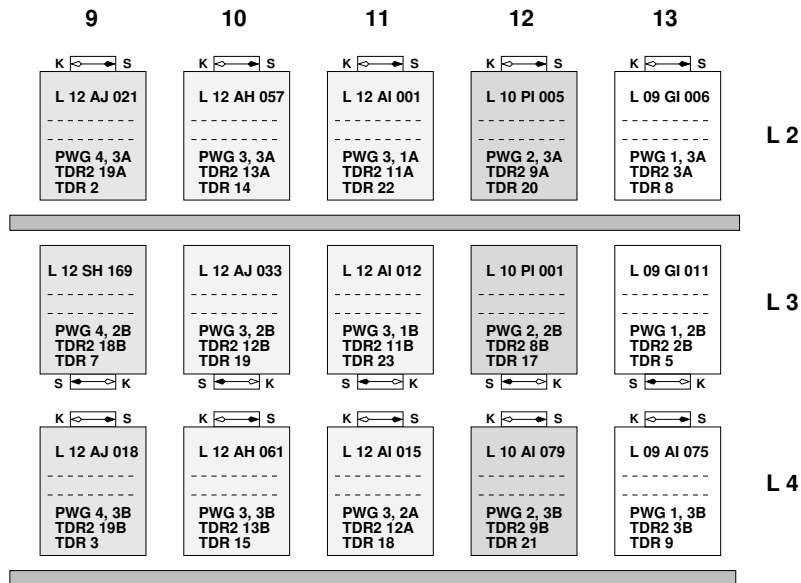 9 10 11 12 13
K S K S K S K S K S
L 12 AJ 021 L 12 AH 057 L 12 AI 001 L 10 PI 005 L 09 GI 006
L 2
PWG 4, 3A PWG 3, 3A PWG 3, 1A PWG 2, 3A PWG 1, 3A
TDR2 19A TDR2 13A TDR2 11A TDR2 9A TDR2 3A
TDR 2 TDR 14 TDR 22 TDR 20 TDR 8
L 12 SH 169 L 12 AJ 033 L 12 AI 012 L 10 PI 001 L 09 GI 011
L 3
PWG 4, 2B PWG 3, 2B PWG 3, 1B PWG 2, 2B PWG 1, 2B
TDR2 18B TDR2 12B TDR2 11B TDR2 8B TDR2 2B
TDR 7 TDR 19 TDR 23 TDR 17 TDR 5
S K S K S K S K S K
K S K S K S K S K S
L 12 AJ 018 L 12 AH 061 L 12 AI 015 L 10 AI 079 L 09 AI 075
L 4
PWG 4, 3B PWG 3, 3B PWG 3, 2A PWG 2, 3B PWG 1, 3B
TDR2 19B TDR2 13B TDR2 12A TDR2 9B TDR2 3B
TDR 3 TDR 15 TDR 18 TDR 21 TDR 9